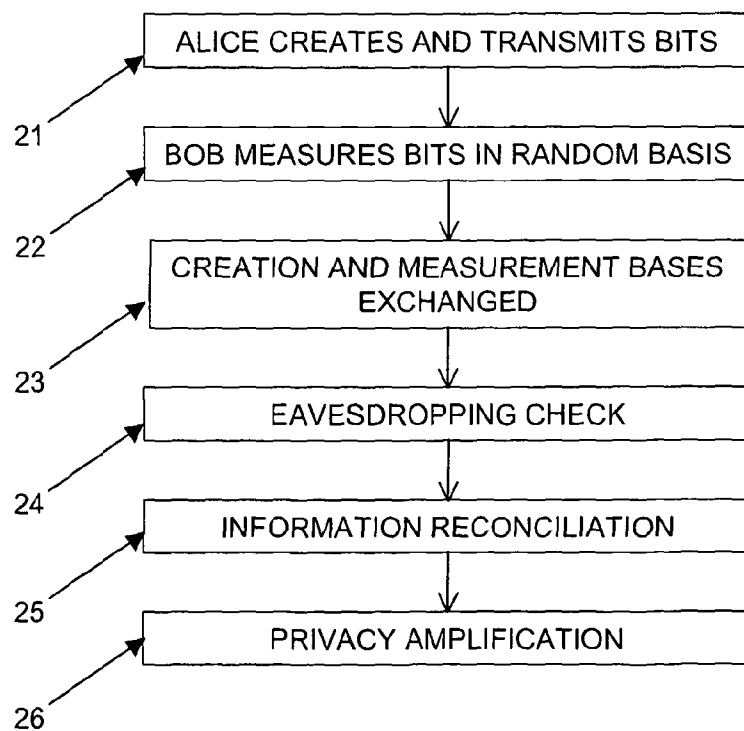 ALICE CREATES AND TRANSMITS BITS
21
BOB MEASURES BITS IN RANDOM BASIS
22
CREATION AND MEASUREMENT BASES
EXCHANGED
23
EAVESDROPPING CHECK
24
INFORMATION RECONCILIATION
25
PRIVACY AMPLIFICATION
26